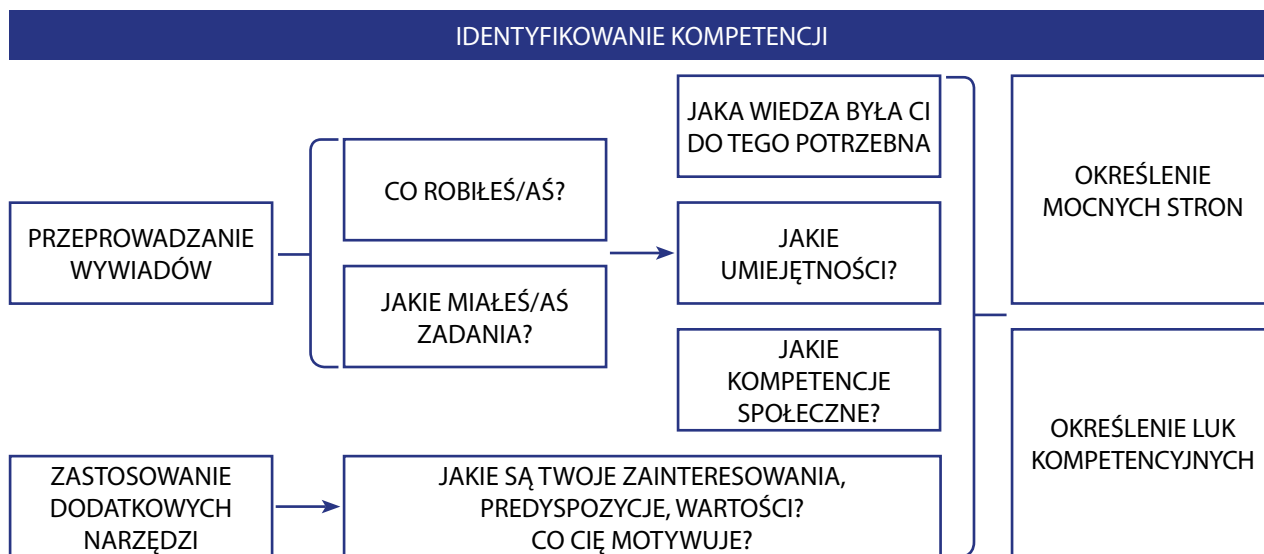 IDENTYFIKOWANIE KOMPETENCJI
PRZEPROWADZANIE
WYWIADÓW
CO ROBIŁEŚ/AŚ?
JAKIE MIAŁEŚ/AŚ
ZADANIA?
JAKA WIEDZA BYŁA CI
DO TEGO POTRZEBNA
JAKIE
UMIEJĘTNOŚCI?
JAKIE
KOMPETENCJE
SPOŁECZNE?
OKREŚLENIE
MOCNYCH STRON
OKREŚLENIE LUK
KOMPETENCYJNYCH
ZASTOSOWANIE
DODATKOWYCH
NARZĘDZI
JAKIE SĄ TWOJE ZAINTERESOWANIA,
PREDYSPOZYCJE, WARTOŚCI?
CO CIĘ MOTYWUJE?